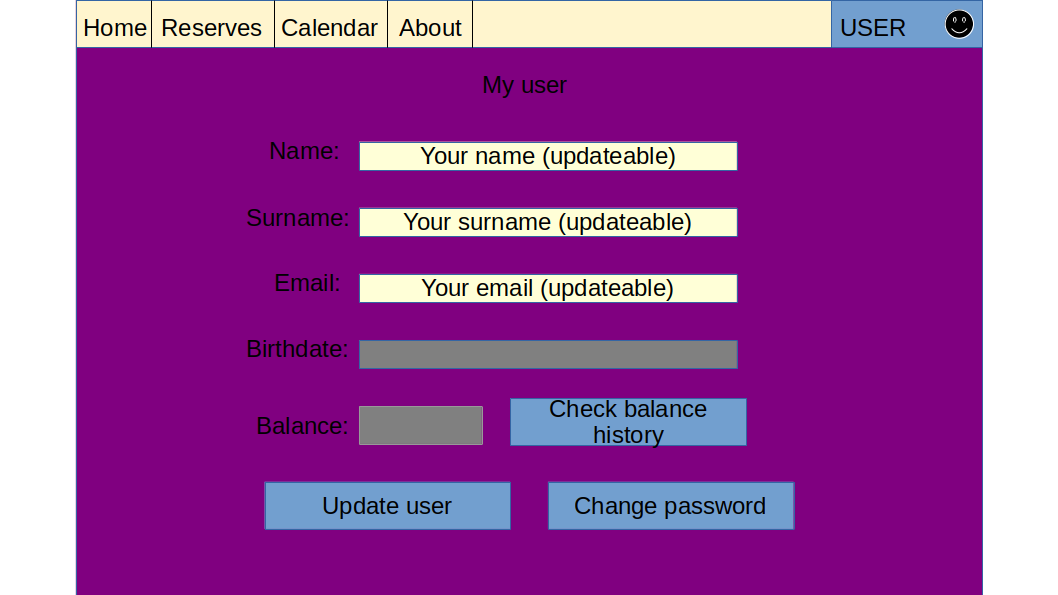 Home Reserves Calendar About USER
My user
Name: Your name (updateable)
Surname: Your surname (updateable)
Email: Your email (updateable)
Birthdate:
Balance: Check balance
history
Update user Change password